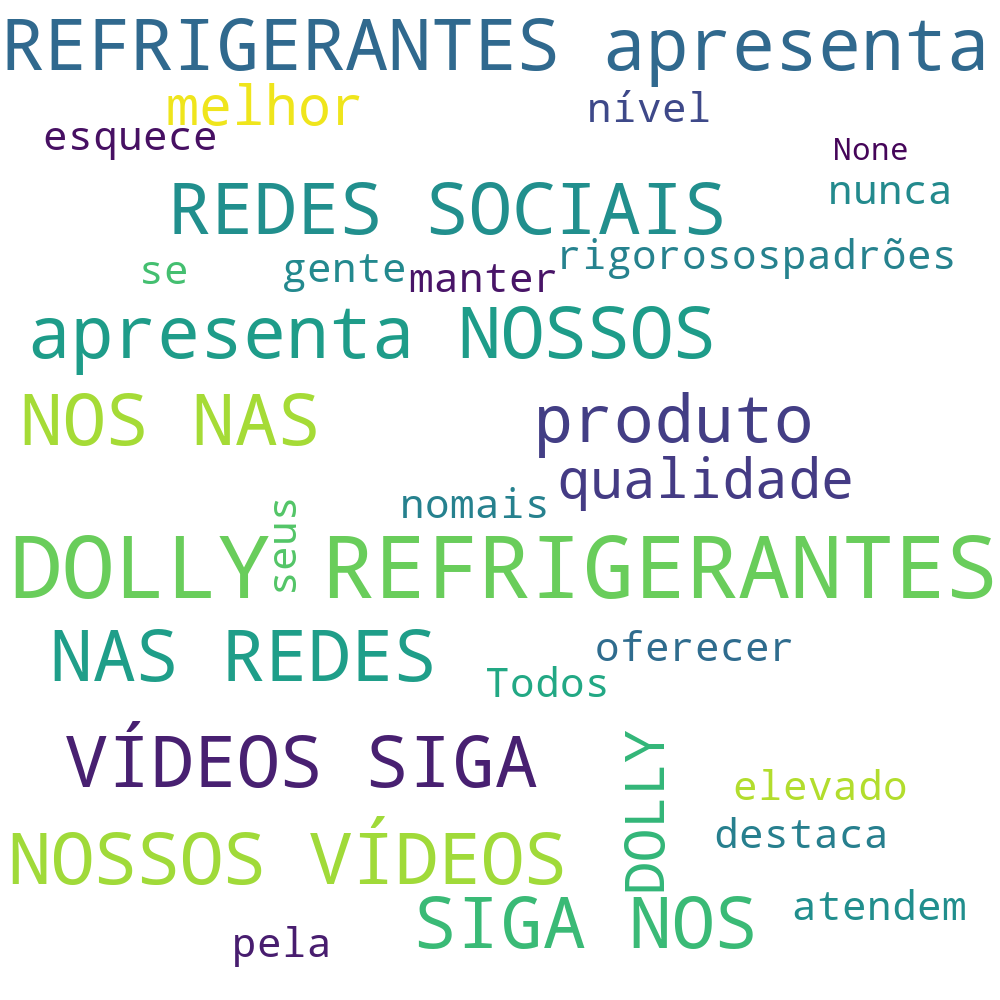 REFRIGERANTES apresenta
melhor
nível
esquece
None
nunca
REDES SOCIAIS
rigorosospadrões
se
gente
manter
apresenta NOSSOS
NOS NAS
produto
qualidade
nomais
seus
DOLLY REFRIGERANTES
NAS REDES
oferecer
Todos
VÍDEOS SIGA
DOLLY
elevado
destaca
NOSSOS VÍDEOS
SIGA NOS
atendem
pela